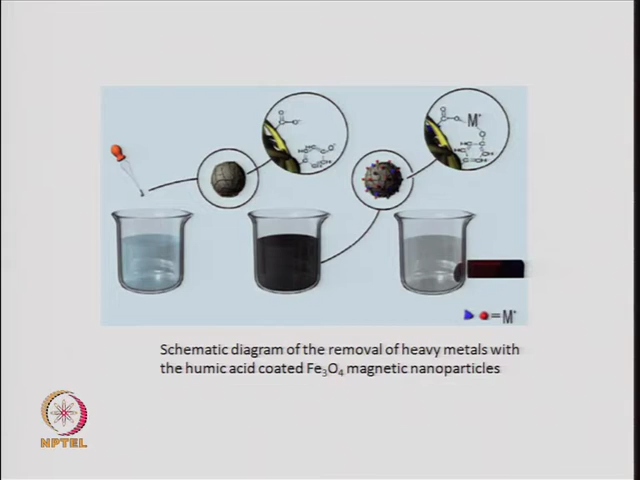 M⁺
= M⁺
Schematic diagram of the removal of heavy metals with
the humic acid coated Fe₃O₄ magnetic nanoparticles
NPTEL